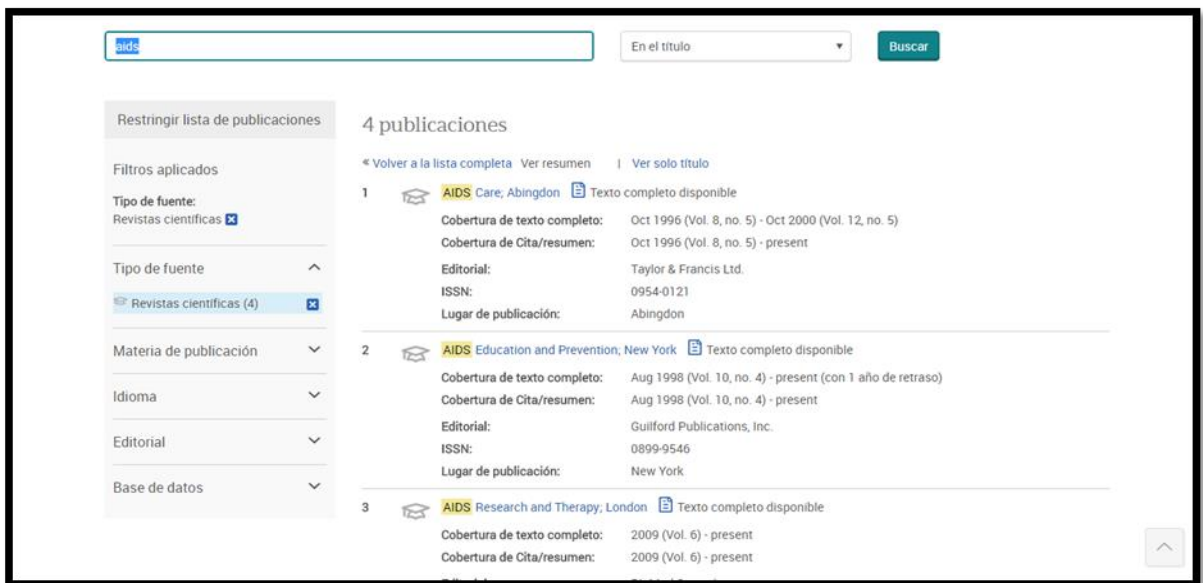 aids
En el título
Buscar
Restringir lista de publicaciones
Filtros aplicados
Tipo de fuente:
Revistas científicas
Tipo de fuente
Revistas científicas (4)
Materia de publicación
Idioma
Editorial
Base de datos
4 publicaciones
« Volver a la lista completa Ver resumen | Ver solo título
1 AIDS Care; Abingdon Texto completo disponible
Cobertura de texto completo: Oct 1996 (Vol. 8, no. 5) - Oct 2000 (Vol. 12, no. 5)
Cobertura de Cita/resumen: Oct 1996 (Vol. 8, no. 5) - present
Editorial: Taylor & Francis Ltd.
ISSN: 0954-0121
Lugar de publicación: Abingdon
2 AIDS Education and Prevention; New York Texto completo disponible
Cobertura de texto completo: Aug 1998 (Vol. 10, no. 4) - present (con 1 año de retraso)
Cobertura de Cita/resumen: Aug 1998 (Vol. 10, no. 4) - present
Editorial: Guilford Publications, Inc.
ISSN: 0899-9546
Lugar de publicación: New York
3 AIDS Research and Therapy; London Texto completo disponible
Cobertura de texto completo: 2009 (Vol. 6) - present
Cobertura de Cita/resumen: 2009 (Vol. 6) - present